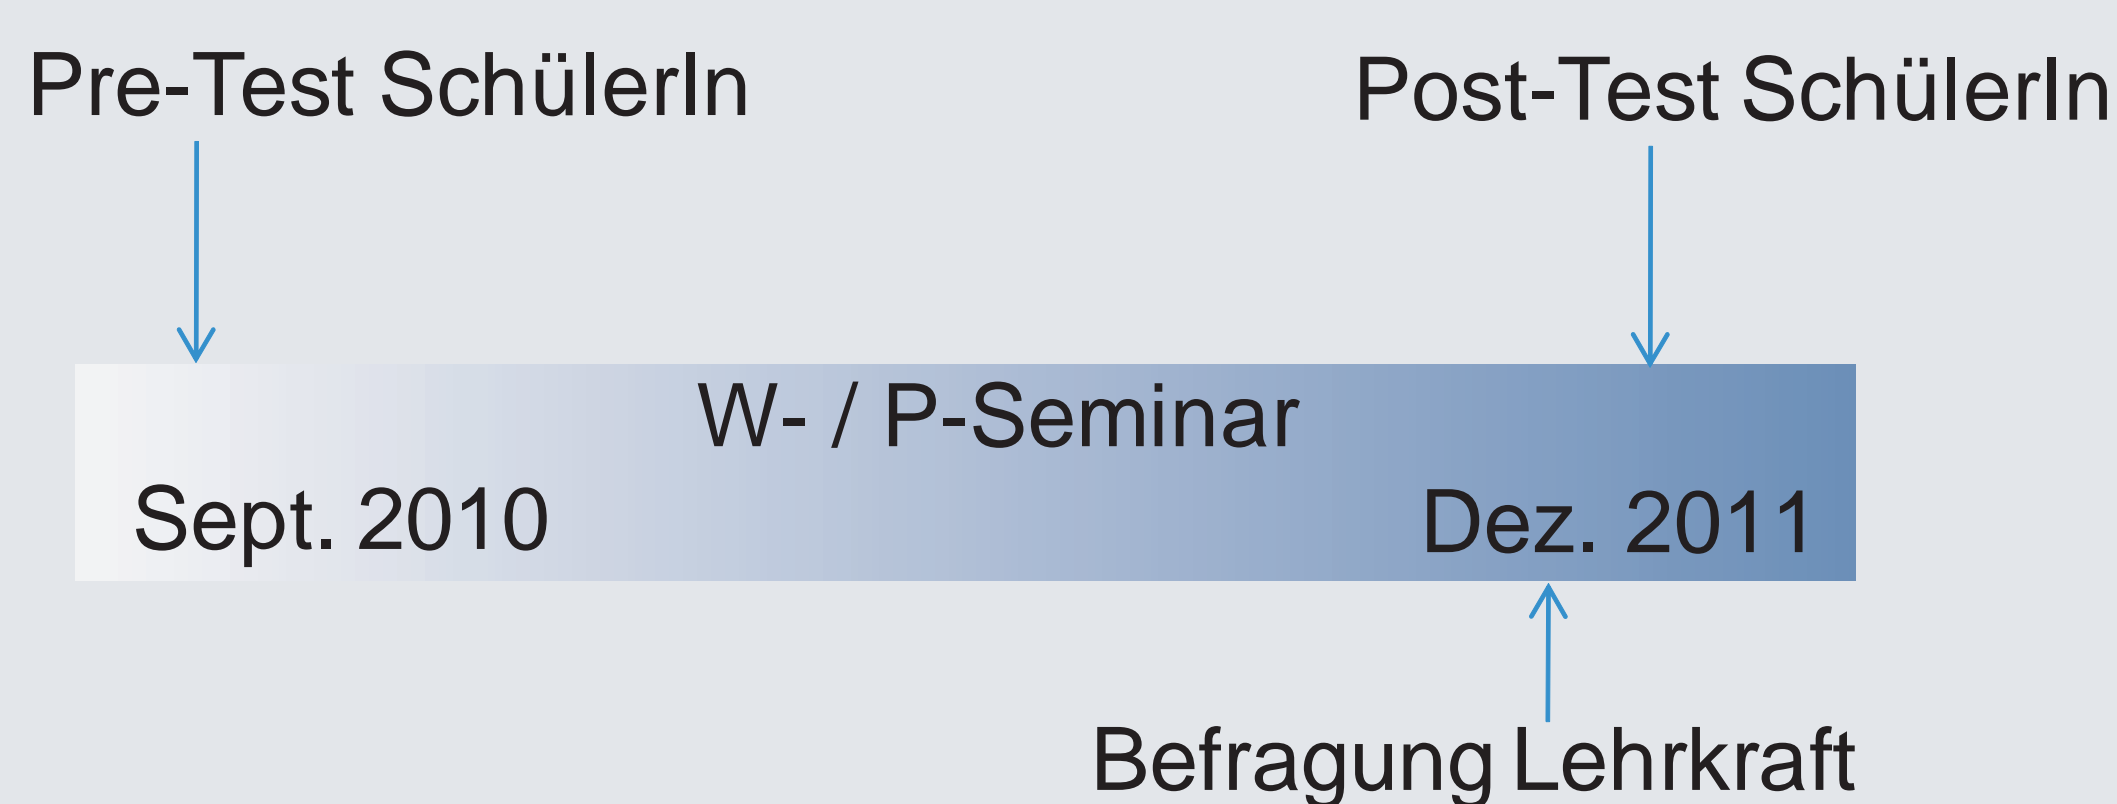 Pre-Test SchülerIn
Post-Test SchülerIn
W- / P-Seminar
Sept. 2010
Dez. 2011
Befragung Lehrkraft